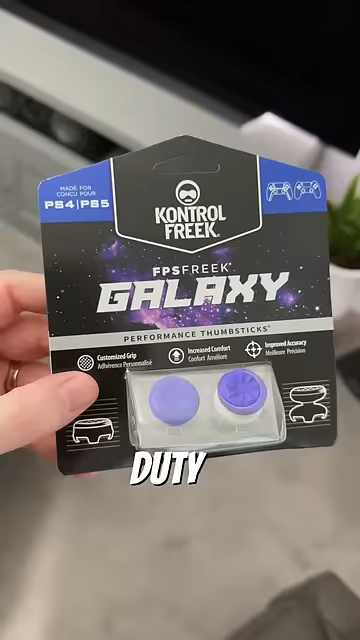 MADE FOR
CONÇU POUR
PS4 | PS5
KONTROL
FREEK
FPSFREEK
GALAXY
PERFORMANCE THUMBSTICKS
Customized Grip
Adhérence Personnalisé
Increased Comfort
Confort Amélioré
Improved Accuracy
Meilleure Précision
DUTY